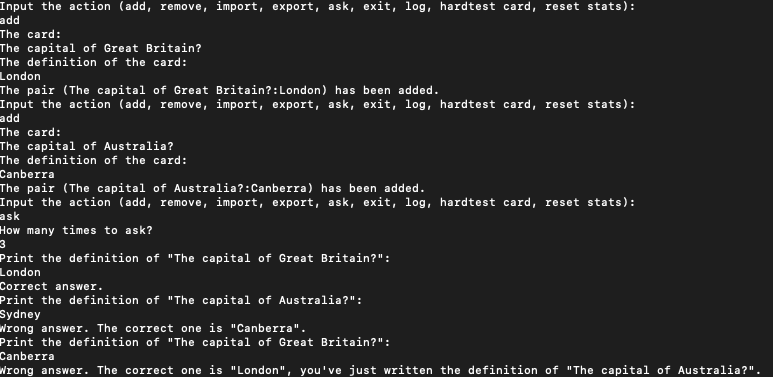 Input the action (add, remove, import, export, ask, exit, log, hardtest card, reset stats):
add
The card:
The capital of Great Britain?
The definition of the card:
London
The pair (The capital of Great Britain?:London) has been added.
Input the action (add, remove, import, export, ask, exit, log, hardtest card, reset stats):
add
The card:
The capital of Australia?
The definition of the card:
Canberra
The pair (The capital of Australia?:Canberra) has been added.
Input the action (add, remove, import, export, ask, exit, log, hardtest card, reset stats):
ask
How many times to ask?
3
Print the definition of "The capital of Great Britain?":
London
Correct answer.
Print the definition of "The capital of Australia?":
Sydney
Wrong answer. The correct one is "Canberra".
Print the definition of "The capital of Great Britain?":
Canberra
Wrong answer. The correct one is "London", you've just written the definition of "The capital of Australia?".